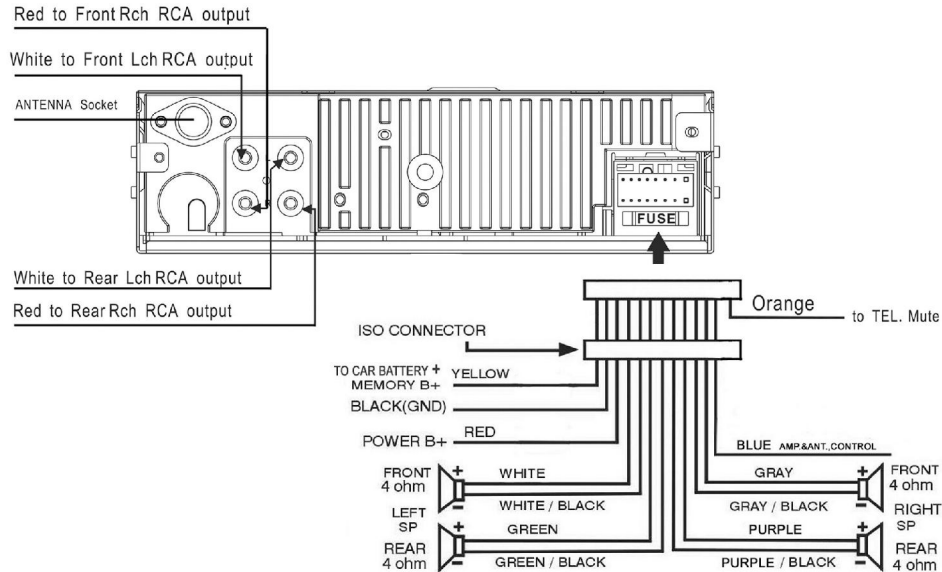 Red to Front Rch RCA output
White to Front Lch RCA output
ANTENNA Socket
R
FUSE
White to Rear Lch RCA output
Red to Rear Rch RCA output
Orange
to TEL. Mute
ISO CONNECTOR
TO CAR BATTERY +
MEMORY B+
YELLOW
BLACK(GND)
POWER B+
RED
BLUE AMP.&ANT.,CONTROL
FRONT
4 ohm
+
-
WHITE
WHITE / BLACK
LEFT
SP
REAR
4 ohm
+
-
GREEN
GREEN / BLACK
GRAY
GRAY / BLACK
+
-
FRONT
4 ohm
RIGHT
SP
PURPLE
PURPLE / BLACK
+
-
REAR
4 ohm